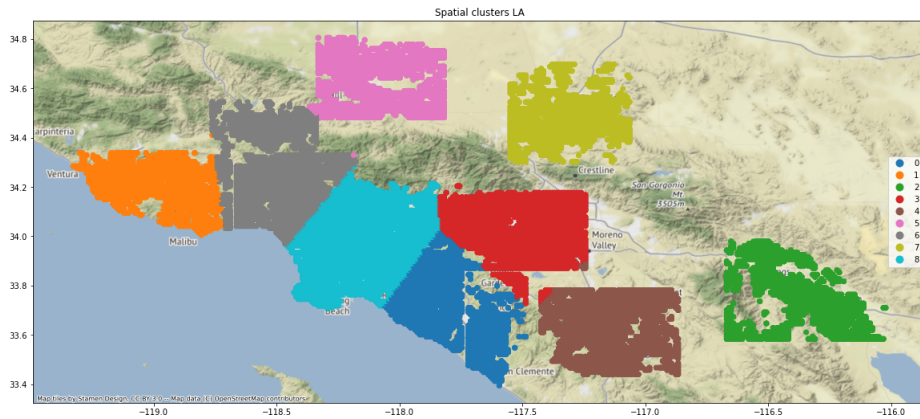 Spatial clusters LA
34.8
34.6
34.4
34.2
34.0
33.8
33.6
33.4
arpinteria
Ventura
Malibu
Beach
Crestline
San Gorgonio
Mt
3505m
Moreno
Valley
n Clemente
0
1
2
3
4
5
6
7
8
Map tiles by Stamen Design, CC BY 3.0 -- Map data (C) OpenStreetMap contributors
−119.0
−118.5
−118.0
−117.5
−117.0
−116.5
−116.0